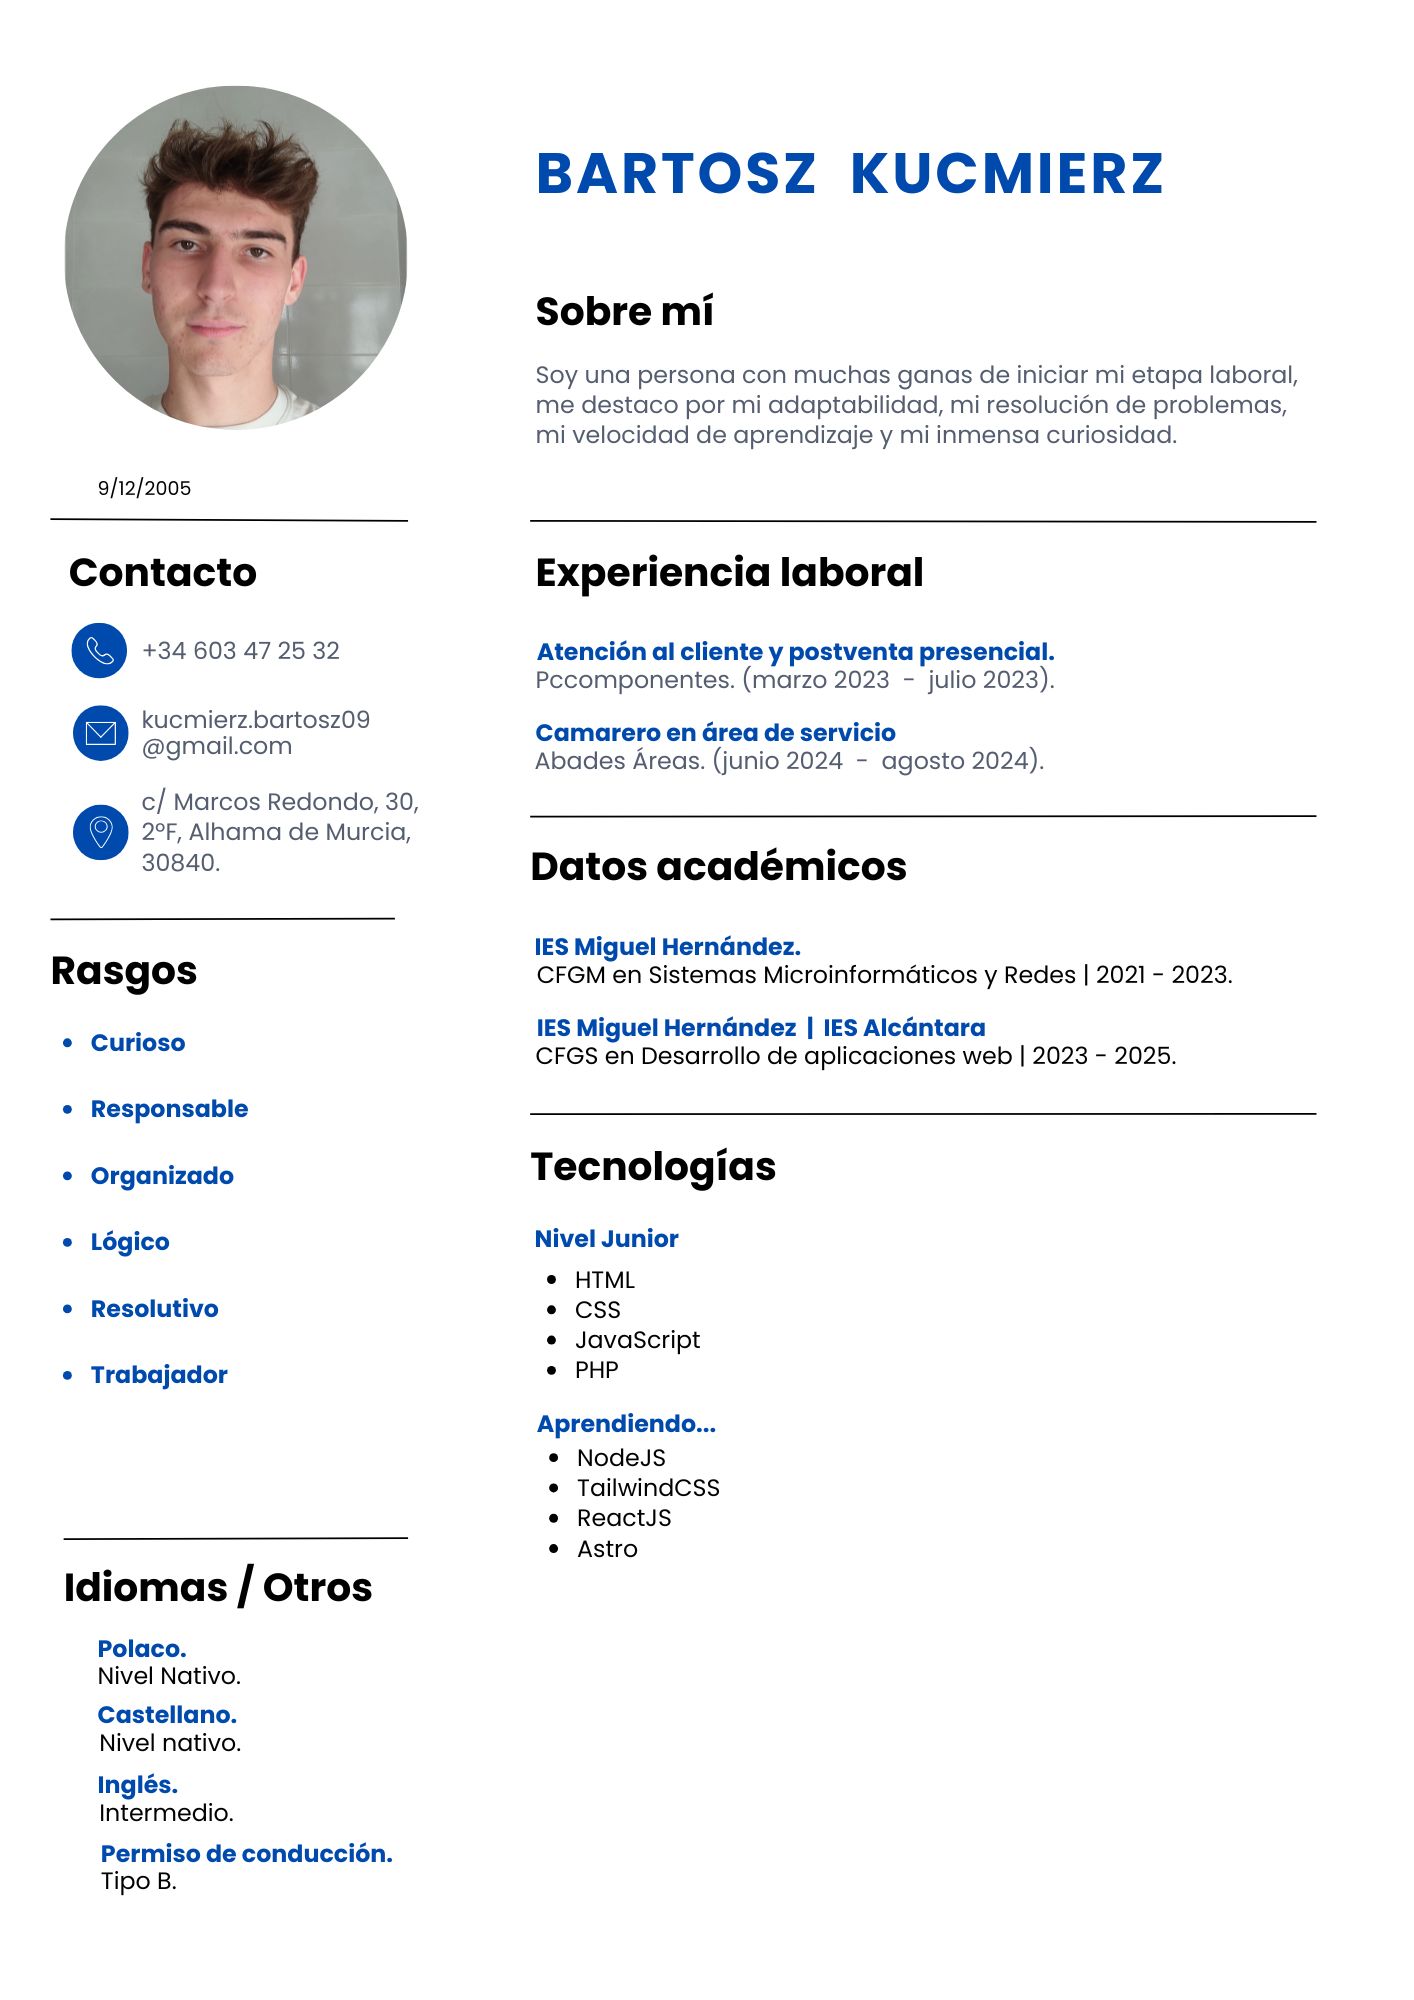 BARTOSZ KUCMIERZ
Sobre mí
Soy una persona con muchas ganas de iniciar mi etapa laboral,
me destaco por mi adaptabilidad, mi resolución de problemas,
mi velocidad de aprendizaje y mi inmensa curiosidad.
9/12/2005
Contacto
+34 603 47 25 32
kucmierz.bartosz09
@gmail.com
c/ Marcos Redondo, 30,
2ºF, Alhama de Murcia,
30840.
Rasgos
• Curioso
• Responsable
• Organizado
• Lógico
• Resolutivo
• Trabajador
Idiomas / Otros
Polaco.
Nivel Nativo.
Castellano.
Nivel nativo.
Inglés.
Intermedio.
Permiso de conducción.
Tipo B.
Experiencia laboral
Atención al cliente y postventa presencial.
Pccomponentes. (marzo 2023 - julio 2023).
Camarero en área de servicio
Abades Áreas. (junio 2024 - agosto 2024).
Datos académicos
IES Miguel Hernández.
CFGM en Sistemas Microinformáticos y Redes | 2021 - 2023.
IES Miguel Hernández | IES Alcántara
CFGS en Desarrollo de aplicaciones web | 2023 - 2025.
Tecnologías
Nivel Junior
• HTML
• CSS
• JavaScript
• PHP
Aprendiendo...
• NodeJS
• TailwindCSS
• ReactJS
• Astro